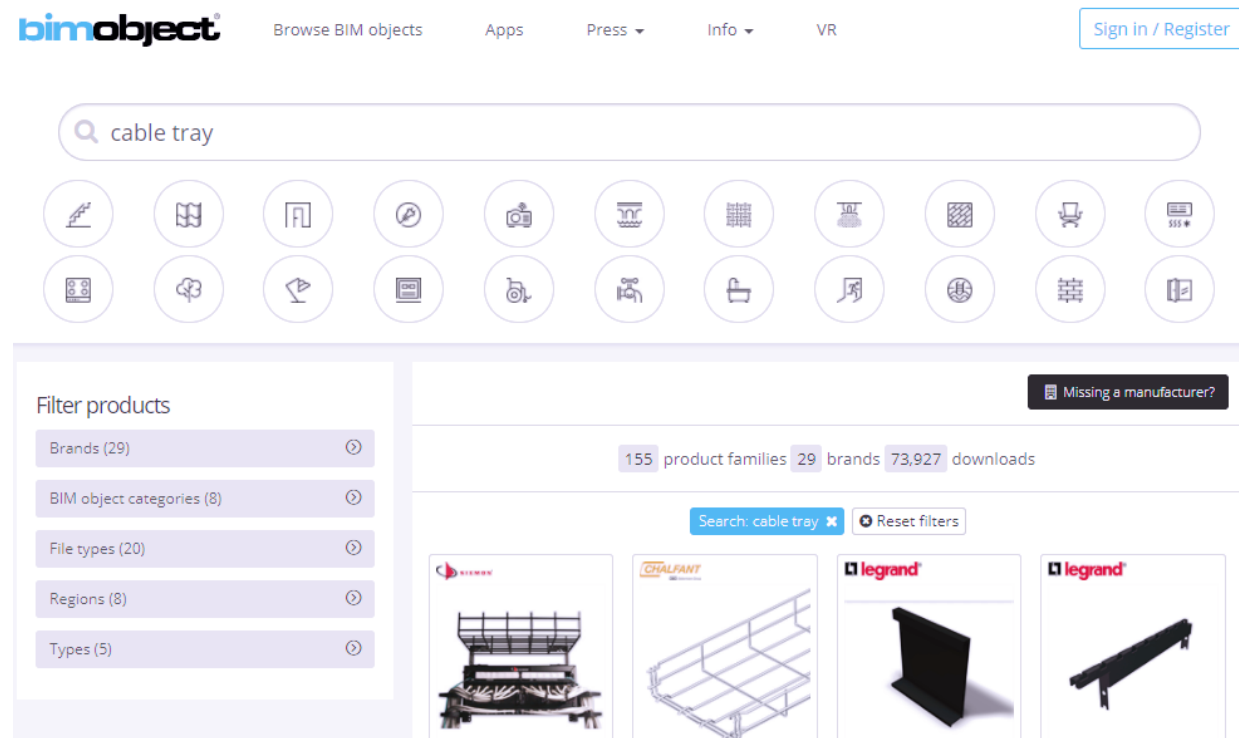 bimobject®
Browse BIM objects
Apps
Press
Info
VR
Sign in / Register
cable tray
Filter products
Brands (29)
BIM object categories (8)
File types (20)
Regions (8)
Types (5)
Missing a manufacturer?
155 product families 29 brands 73,927 downloads
Search: cable tray
Reset filters
SIEMON
CHALFANT
legrand
legrand